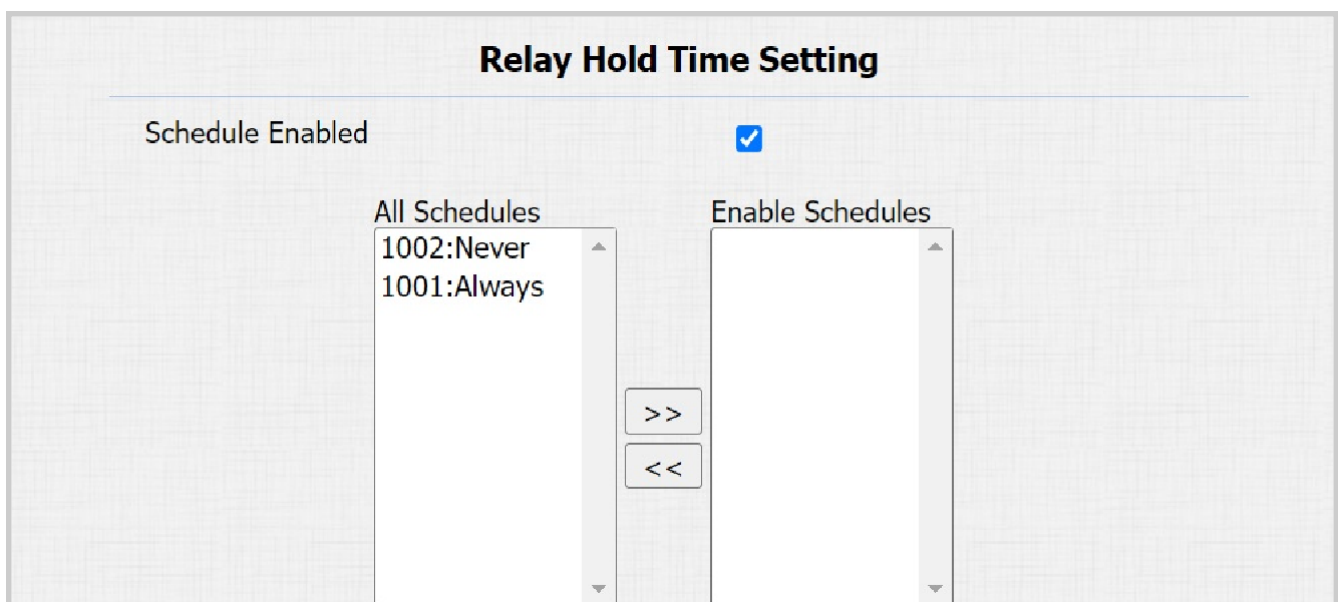 Relay Hold Time Setting
Schedule Enabled
All Schedules
Enable Schedules
1002:Never
1001:Always
>>
<<